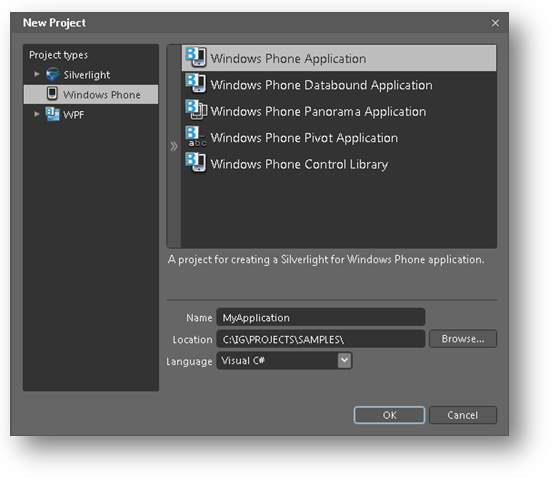 New Project
Project types
Silverlight
Windows Phone
WPF
Windows Phone Application
Windows Phone Databound Application
Windows Phone Panorama Application
Windows Phone Pivot Application
Windows Phone Control Library
A project for creating a Silverlight for Windows Phone application.
Name MyApplication
Location C:\IG\PROJECTS\SAMPLES\ Browse...
Language Visual C#
OK Cancel